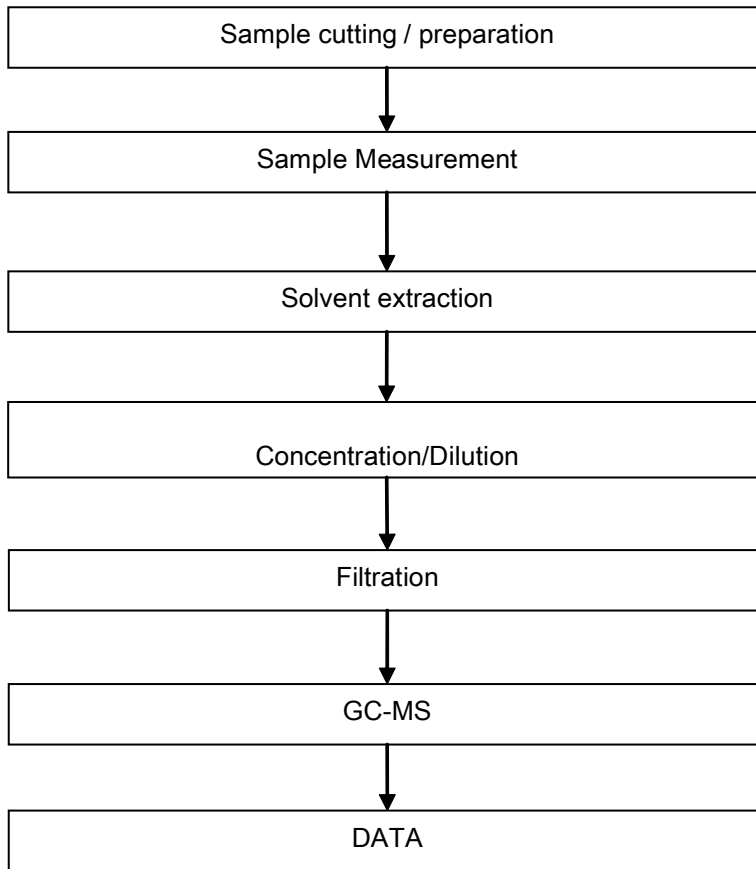 Sample cutting / preparation
Sample Measurement
Solvent extraction
Concentration/Dilution
Filtration
GC-MS
DATA